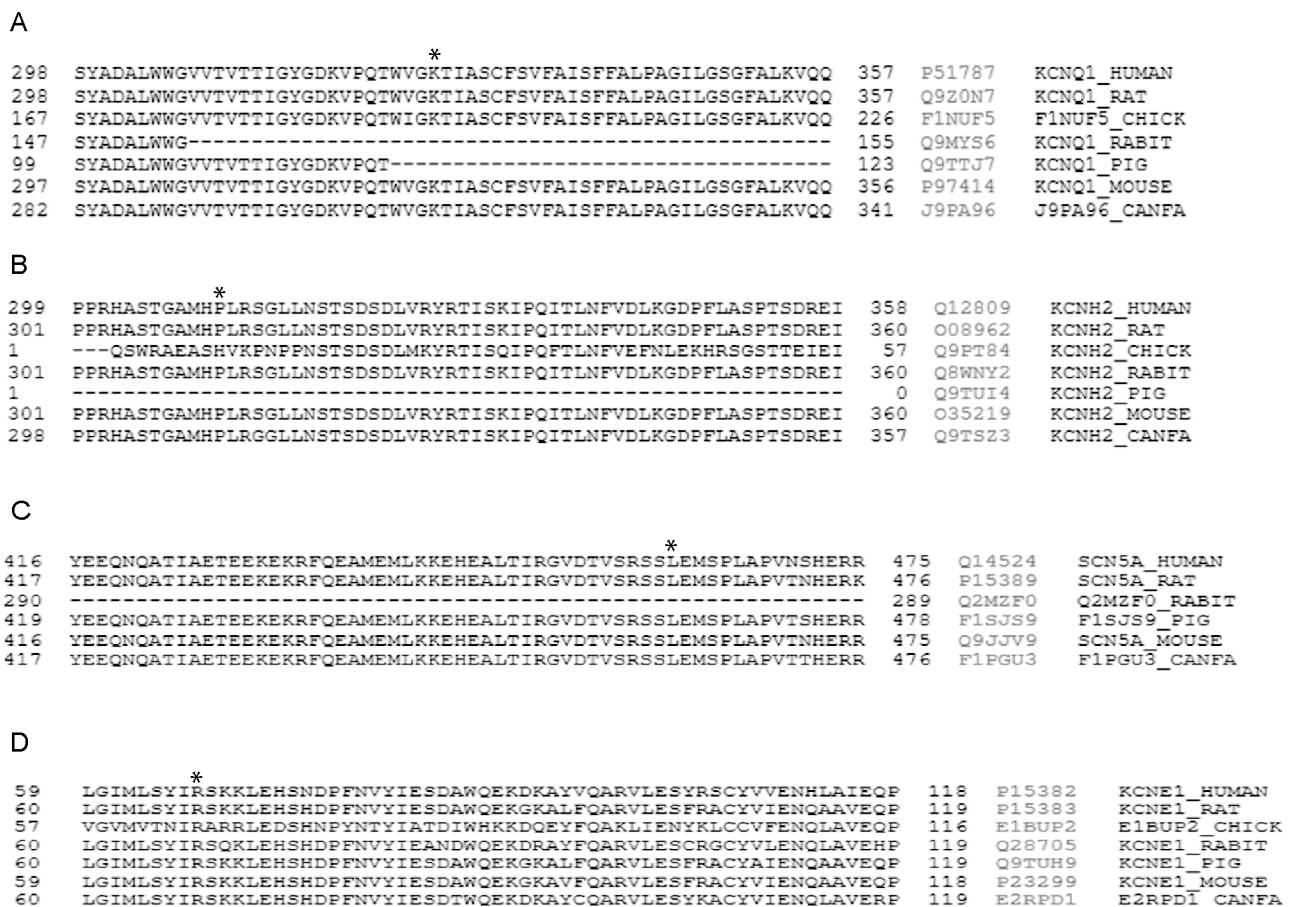 A
*
298 SYADALWWGVVTVTTIGYGDKVPQTWVGKTIASCFSVFAISFFALPAGILGSGFALKVQQ 357 P51787 KCNQ1_HUMAN
298 SYADALWWGVVTVTTIGYGDKVPQTWVGKTIASCFSVFAISFFALPAGILGSGFALKVQQ 357 Q9Z0N7 KCNQ1_RAT
167 SYADALWWGVVTVTTIGYGDKVPQTWIGKTIASCFSVFAISFFALPAGILGSGFALKVQQ 226 F1NUF5 F1NUF5_CHICK
147 SYADALWWG--------------------------------------------------- 155 Q9MYS6 KCNQ1_RABIT
99 SYADALWWGVVTVTTIGYGDKVPQT----------------------------------- 123 Q9TTJ7 KCNQ1_PIG
297 SYADALWWGVVTVTTIGYGDKVPQTWVGKTIASCFSVFAISFFALPAGILGSGFALKVQQ 356 P97414 KCNQ1_MOUSE
282 SYADALWWGVVTVTTIGYGDKVPQTWVGKTIASCFSVFAISFFALPAGILGSGFALKVQQ 341 J9PA96 J9PA96_CANFA
B
*
299 PPRHASTGAMHPLRSGLLNSTSDSDLVRYRTISKIPQITLNFVDLKGDPFLASPTSDREI 358 Q12809 KCNH2_HUMAN
301 PPRHASTGAMHPLRSGLLNSTSDSDLVRYRTISKIPQITLNFVDLKGDPFLASPTSDREI 360 O08962 KCNH2_RAT
1 ---QSWRAEASHVKPNPPNSTSDSDLMKYRTISQIPQFTLNFVEFNLEKHRSGSTTEIEI 57 Q9PT84 KCNH2_CHICK
301 PPRHASTGAMHPLRSGLLNSTSDSDLVRYRTISKIPQITLNFVDLKGDPFLASPTSDREI 360 Q8WNY2 KCNH2_RABIT
1 ------------------------------------------------------------ 0 Q9TUI4 KCNH2_PIG
301 PPRHASTGAMHPLRSGLLNSTSDSDLVRYRTISKIPQITLNFVDLKGDPFLASPTSDREI 360 O35219 KCNH2_MOUSE
298 PPRHASTGAMHPLRGGLLNSTSDSDLVRYRTISKIPQITLNFVDLKGDPFLASPTSDREI 357 Q9TSZ3 KCNH2_CANFA
C
*
416 YEEQNQATIAETEEKEKRFQEAMEMLKKEHEALTIRGVDTVSRSSLEMSPLAPVNSHERR 475 Q14524 SCN5A_HUMAN
417 YEEQNQATIAETEEKEKRFQEAMEMLKKEHEALTIRGVDTVSRSSLEMSPLAPVTNHERK 476 P15389 SCN5A_RAT
290 ------------------------------------------------------------ 289 Q2MZF0 Q2MZF0_RABIT
419 YEEQNQATIAETEEKEKRFQEAMEMLKKEHEALTIRGVDTVSRSSLEMSPLAPVTNHERR 478 F1SJS9 F1SJS9_PIG
416 YEEQNQATIAETEEKEKRFQEAMEMLKKEHEALTIRGVDTVSRSSLEMSPLAPVTNHERR 475 Q9JJV9 SCN5A_MOUSE
417 YEEQNQATIAETEEKEKRFQEAMEMLKKEHEALTIRGVDTVSRSSLEMSPLAPVTTHERR 476 F1PGU3 F1PGU3_CANFA
D
*
59 LGIMLSYIRSKKLEHSNDPFNVYIESDAWQEKDKAYVQARVLESYRSCYVVENHLAIEQP 118 P15382 KCNE1_HUMAN
60 LGIMLSYIRSKKLEHSHDPFNVYIESDAWQEKGKALFQARVLESFRACYVIENQAAVEQP 119 P15383 KCNE1_RAT
57 VGVMVTNIRARRLEDSHNPYNTYIATDIWHKKDQEYFQAKLIENYKLCCVFENQLAVEQP 116 E1BUP2 E1BUP2_CHICK
60 LGIMLSYIRSQKLEHSHDPFNVYIEANDWQEKDRAYFQARVLESCRGCYVLENQLAVEHP 119 Q28705 KCNE1_RABIT
60 LGIMLSYIRSKKLEHSHDPFNVYIESDAWQEKGKALFQARVLESFRACYAIENQAAVEQP 119 Q9TUH9 KCNE1_PIG
59 LGIMLSYIRSKKLEHSHDPFNVYIESDAWQEKGKAVFQARVLESFRACYVIENQAAVEQP 118 P23299 KCNE1_MOUSE
60 LGIMLSYIRSKKLEHSHDPFNVYIESDTWQEKDKAYCQARVLESYRACYVIENQLAVERP 119 E2RPD1 E2RPD1_CANFA